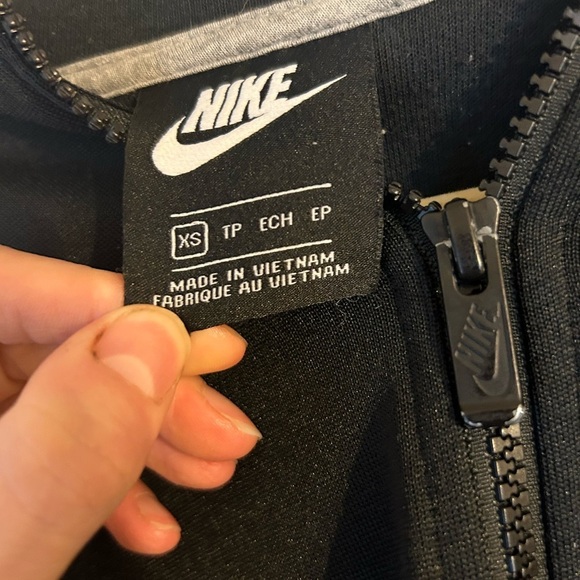 NIKE
XS TP ECH EP
MADE IN VIETNAM
FABRIQUE AU VIETNAM
NIKE